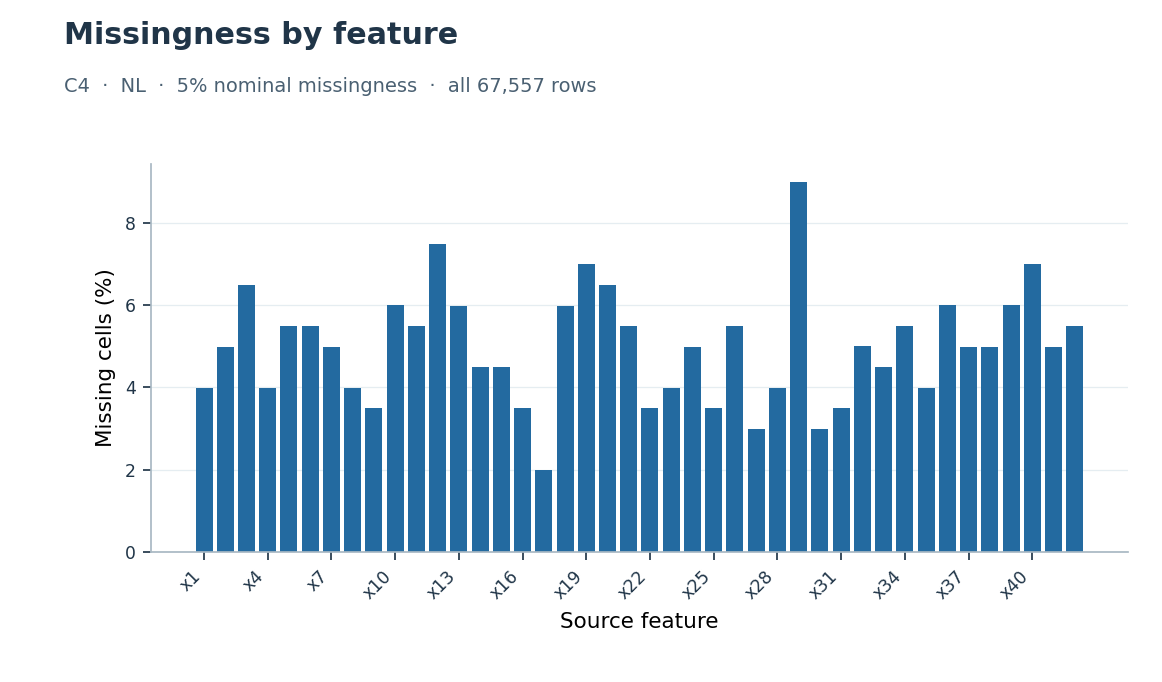 Missingness by feature
C4 · NL · 5% nominal missingness · all 67,557 rows
Missing cells (%)
8
6
4
2
0
x1 x4 x7 x10 x13 x16 x19 x22 x25 x28 x31 x34 x37 x40
Source feature